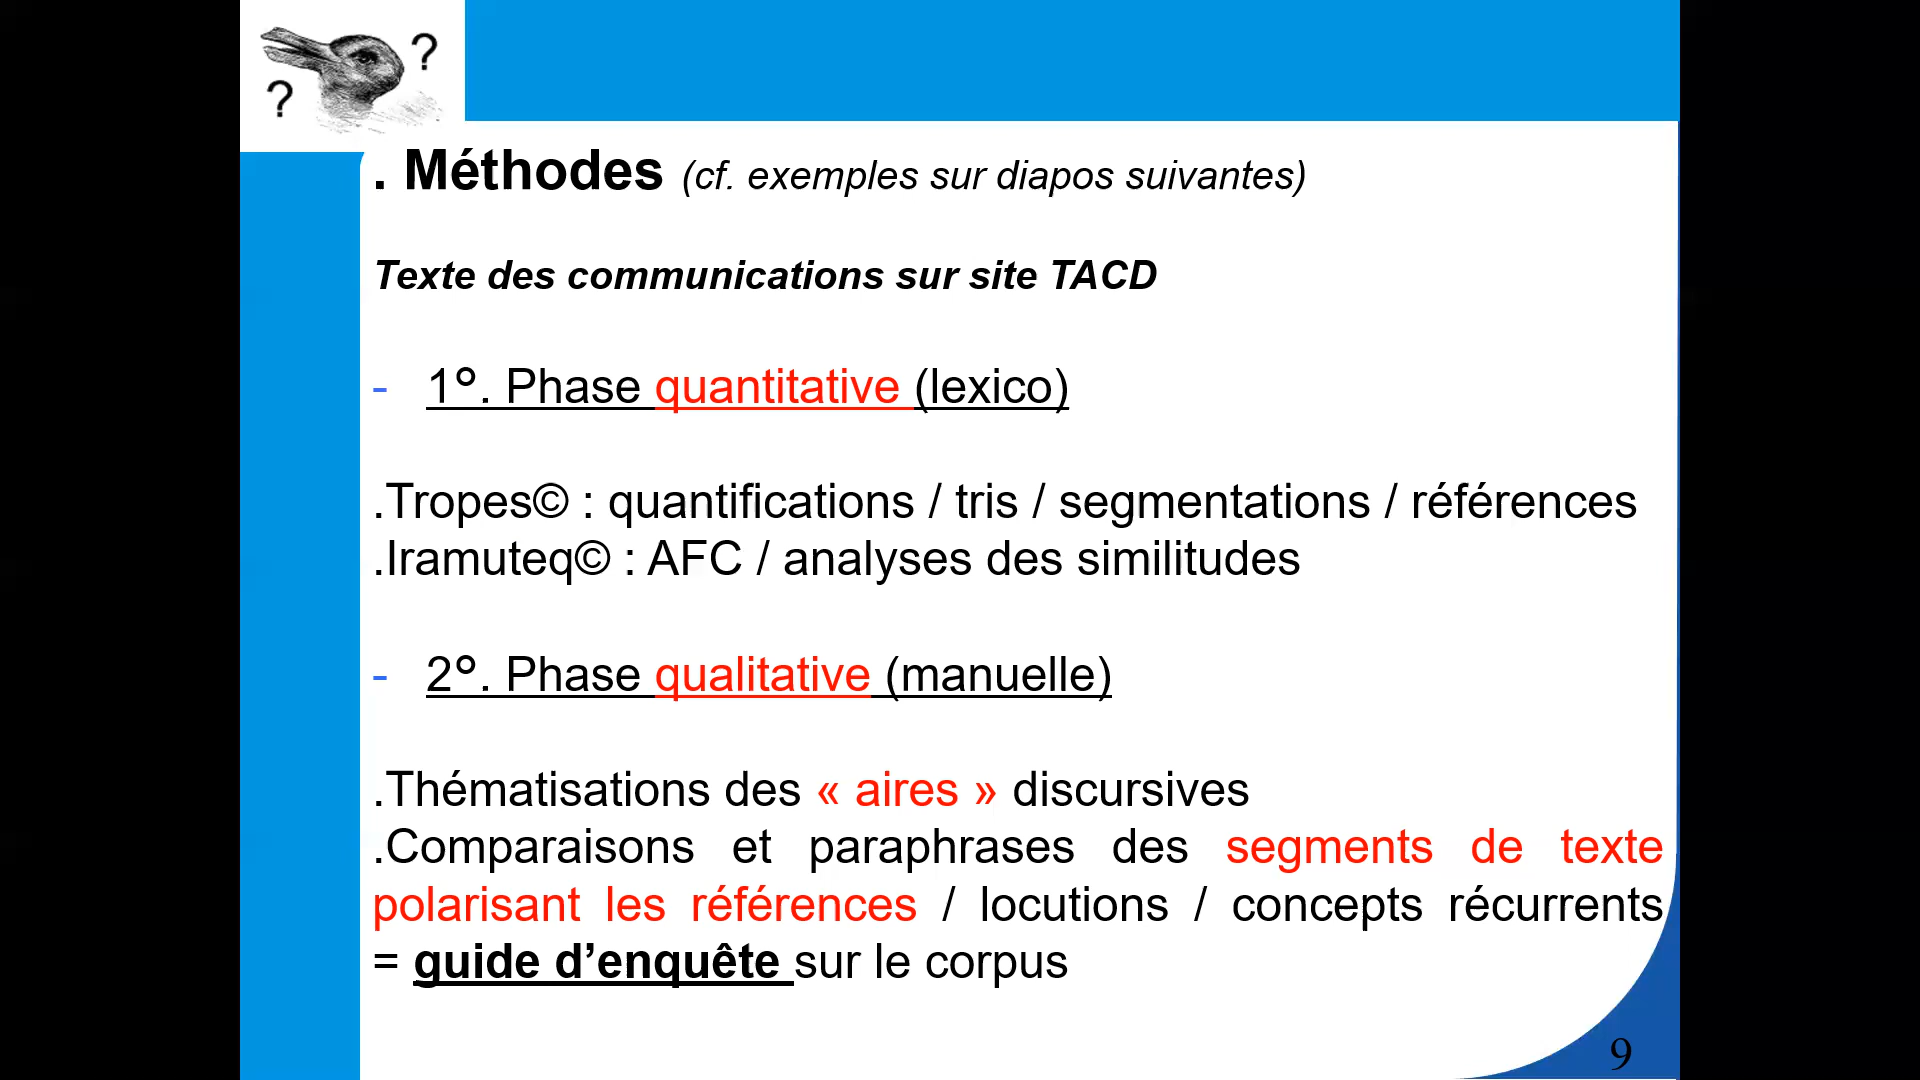 ?
?
. Méthodes (cf. exemples sur diapos suivantes)
Texte des communications sur site TACD
- 1°. Phase quantitative (lexico)
.Tropes© : quantifications / tris / segmentations / références
.Iramuteq© : AFC / analyses des similitudes
- 2°. Phase qualitative (manuelle)
.Thématisations des « aires » discursives
.Comparaisons et paraphrases des segments de texte
polarisant les références / locutions / concepts récurrents
= guide d’enquête sur le corpus
9